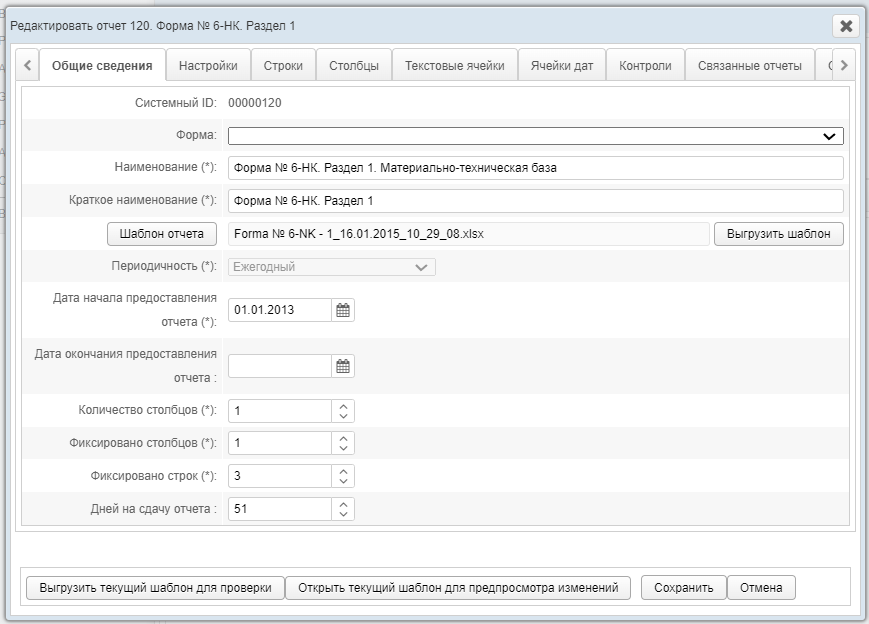 Редактировать отчет 120. Форма № 6-НК. Раздел 1
Общие сведения Настройки Строки Столбцы Текстовые ячейки Ячейки дат Контроли Связанные отчеты
Системный ID: 00000120
Форма:
Наименование (*): Форма № 6-НК. Раздел 1. Материально-техническая база
Краткое наименование (*): Форма № 6-НК. Раздел 1
Шаблон отчета Forma № 6-NK - 1_16.01.2015_10_29_08.xlsx Выгрузить шаблон
Периодичность (*): Ежегодный
Дата начала предоставления
отчета (*): 01.01.2013
Дата окончания предоставления
отчета :
Количество столбцов (*): 1
Фиксировано столбцов (*): 1
Фиксировано строк (*): 3
Дней на сдачу отчета : 51
Выгрузить текущий шаблон для проверки Открыть текущий шаблон для предпросмотра изменений Сохранить Отмена